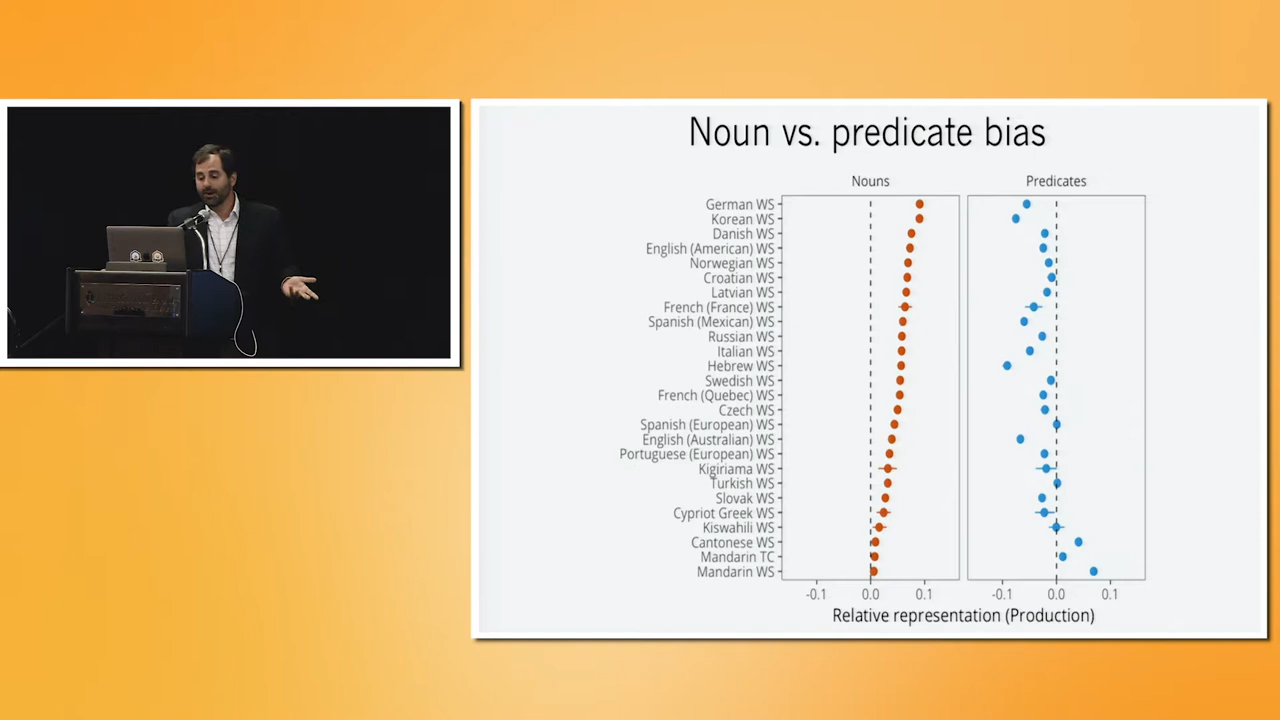 Noun vs. predicate bias
Nouns
Predicates
German WS
Korean WS
Danish WS
English (American) WS
Norwegian WS
Croatian WS
Latvian WS
French (France) WS
Spanish (Mexican) WS
Russian WS
Italian WS
Hebrew WS
Swedish WS
French (Quebec) WS
Czech WS
Spanish (European) WS
English (Australian) WS
Portuguese (European) WS
Kigiriama WS
Turkish WS
Slovak WS
Cypriot Greek WS
Kiswahili WS
Cantonese WS
Mandarin TC
Mandarin WS
-0.1 0.0 0.1
-0.1 0.0 0.1
Relative representation (Production)